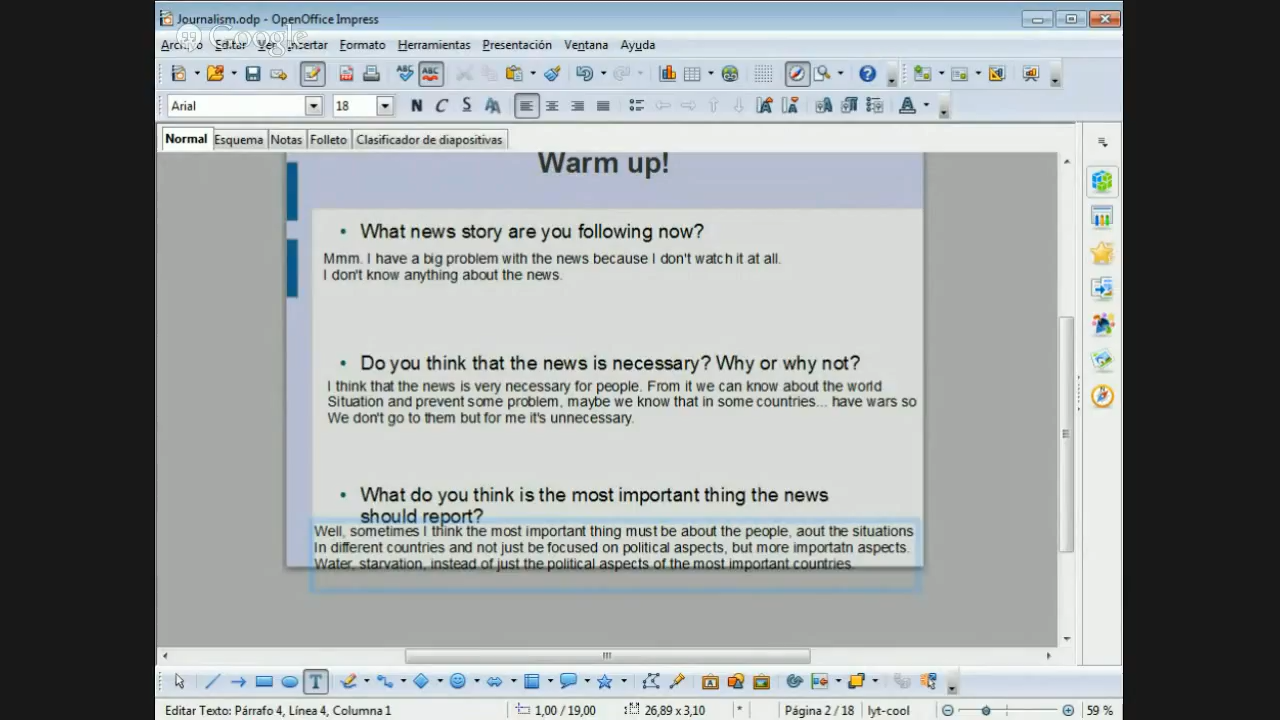 Journalism.odp - OpenOffice Impress
Google
Archivo Editar Ver Insertar Formato Herramientas Presentación Ventana Ayuda
Arial 18 N C S
Normal Esquema Notas Folleto Clasificador de diapositivas
Warm up!
• What news story are you following now?
Mmm. I have a big problem with the news because I don't watch it at all.
I don't know anything about the news.
• Do you think that the news is necessary? Why or why not?
I think that the news is very necessary for people. From it we can know about the world
Situation and prevent some problem, maybe we know that in some countries... have wars so
We don't go to them but for me it's unnecessary.
• What do you think is the most important thing the news
should report?
Well, sometimes I think the most important thing must be about the people, aout the situations
In different countries and not just be focused on political aspects, but more importatn aspects.
Water, starvation, instead of just the political aspects of the most important countries.
Editar Texto: Párrafo 4, Línea 4, Columna 1 1,00 / 19,00 26,89 x 3,10 * Página 2 / 18 lyt-cool 59 %